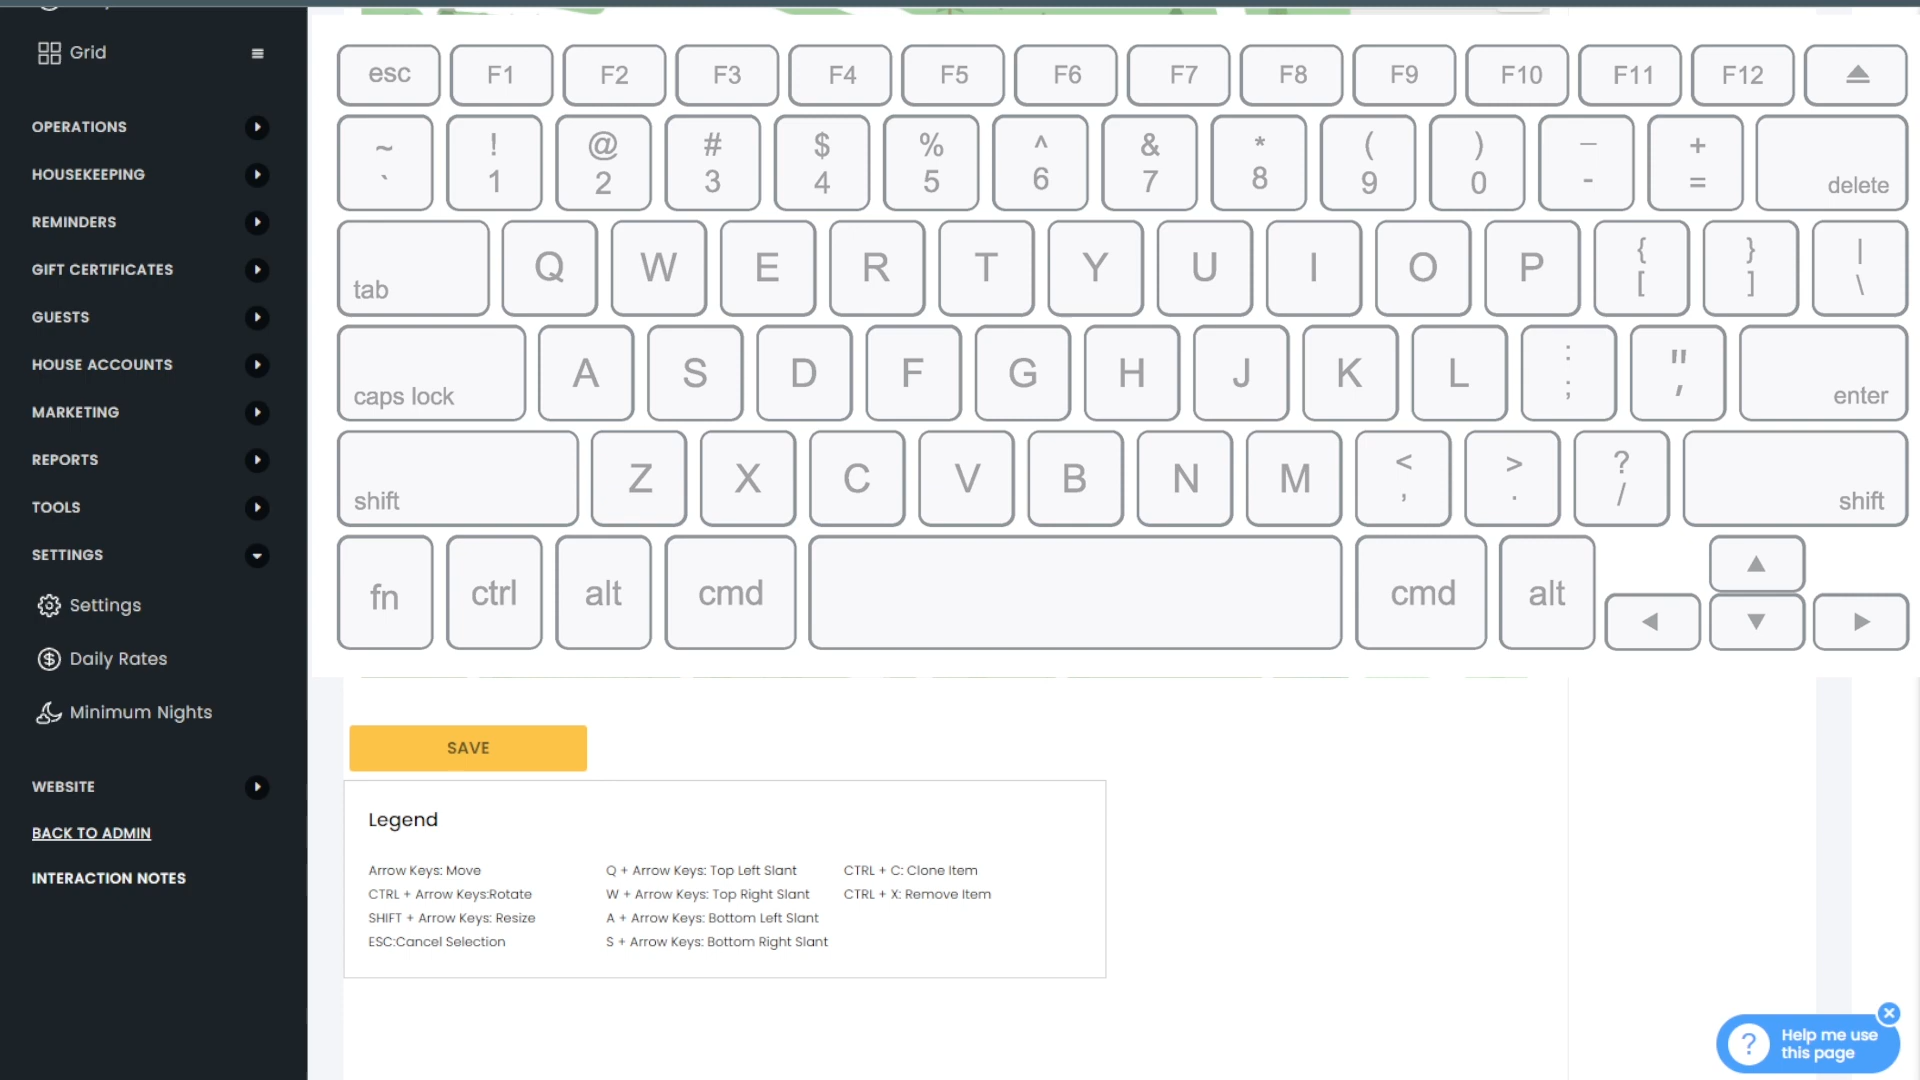 Grid
OPERATIONS
HOUSEKEEPING
REMINDERS
GIFT CERTIFICATES
GUESTS
HOUSE ACCOUNTS
MARKETING
REPORTS
TOOLS
SETTINGS
Settings
Daily Rates
Minimum Nights
WEBSITE
BACK TO ADMIN
INTERACTION NOTES
esc F1 F2 F3 F4 F5 F6 F7 F8 F9 F10 F11 F12
~ ! @ # $ % ^ & * ( ) _ +
` 1 2 3 4 5 6 7 8 9 0 - = delete
tab Q W E R T Y U I O P { [ } ] | \
caps lock A S D F G H J K L : ; " ' enter
shift Z X C V B N M < , > . ? / shift
fn ctrl alt cmd cmd alt
SAVE
Legend
Arrow Keys: Move
CTRL + Arrow Keys:Rotate
SHIFT + Arrow Keys: Resize
ESC:Cancel Selection
Q + Arrow Keys: Top Left Slant
W + Arrow Keys: Top Right Slant
A + Arrow Keys: Bottom Left Slant
S + Arrow Keys: Bottom Right Slant
CTRL + C: Clone Item
CTRL + X: Remove Item
? Help me use
this page